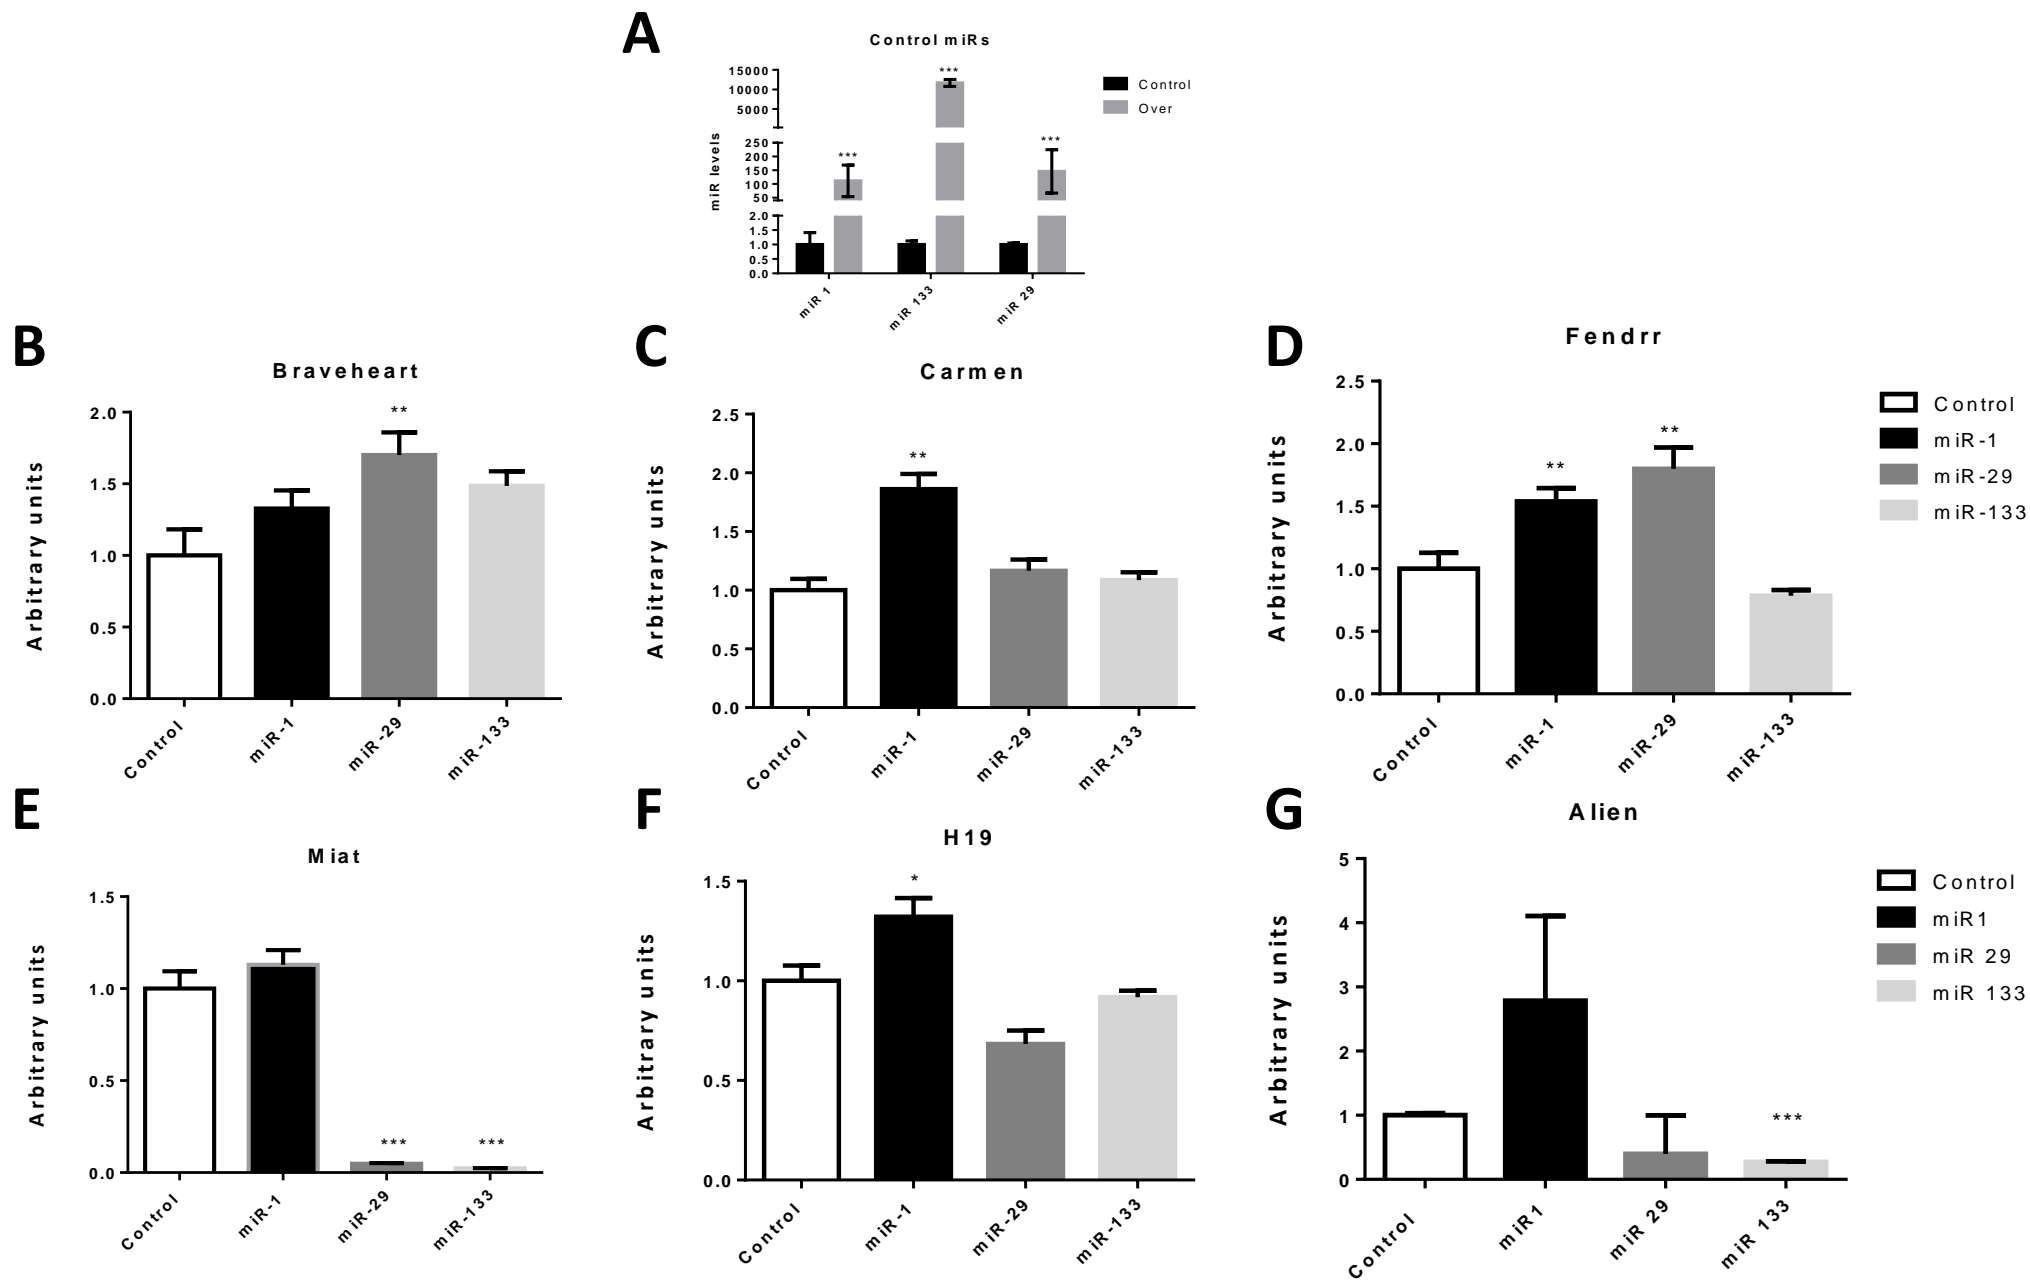 A
Control miRs
15000
10000
5000
250
200
150
100
50
2.0
1.5
1.0
0.5
0.0
miR levels
***
***
***
miR 1
miR 133
miR 29
Control
Over
B
Braveheart
2.0
1.5
1.0
0.5
0.0
Arbitrary units
**
Control
miR-1
miR-29
miR-133
C
Carmen
2.5
2.0
1.5
1.0
0.5
0.0
Arbitrary units
**
Control
miR-1
miR-29
miR-133
D
Fendrr
2.5
2.0
1.5
1.0
0.5
0.0
Arbitrary units
**
**
Control
miR-1
miR-29
miR-133
Control
miR-1
miR-29
miR-133
E
Miat
1.5
1.0
0.5
0.0
Arbitrary units
***
***
Control
miR-1
miR-29
miR-133
F
H19
1.5
1.0
0.5
0.0
Arbitrary units
*
Control
miR-1
miR-29
miR-133
G
Alien
5
4
3
2
1
0
Arbitrary units
***
Control
miR1
miR 29
miR 133
Control
miR1
miR 29
miR 133